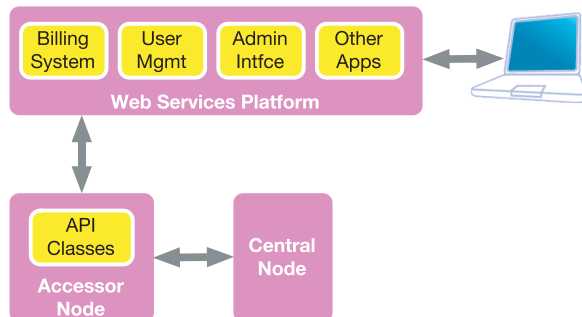 Billing
System
User
Mgmt
Admin
Intfce
Other
Apps
Web Services Platform
API
Classes
Accessor
Node
Central
Node